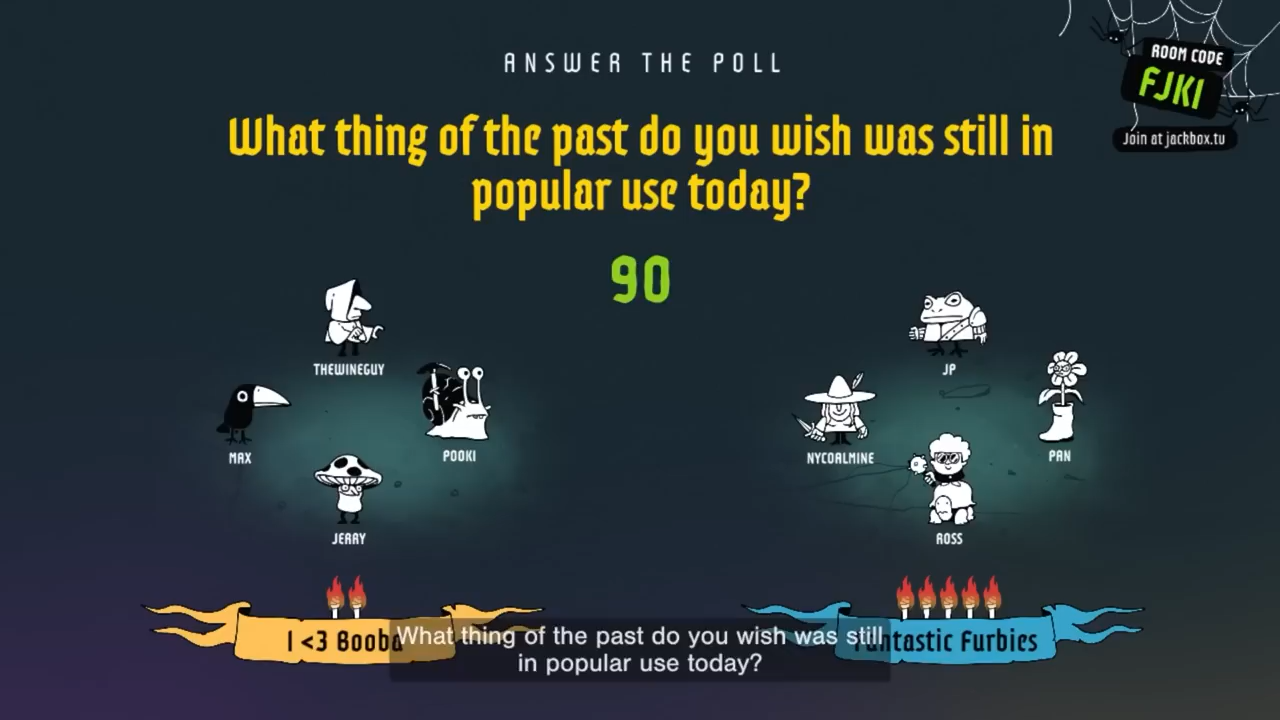 ANSWER THE POLL
ROOM CODE
FJKI
Join at jackbox.tv
What thing of the past do you wish was still in
popular use today?
90
THEWINEGUY
JP
MAX
POOKI
NYCOALMINE
PAN
JERRY
ROSS
I <3 Booba
Fantastic Furbies
What thing of the past do you wish was still
in popular use today?